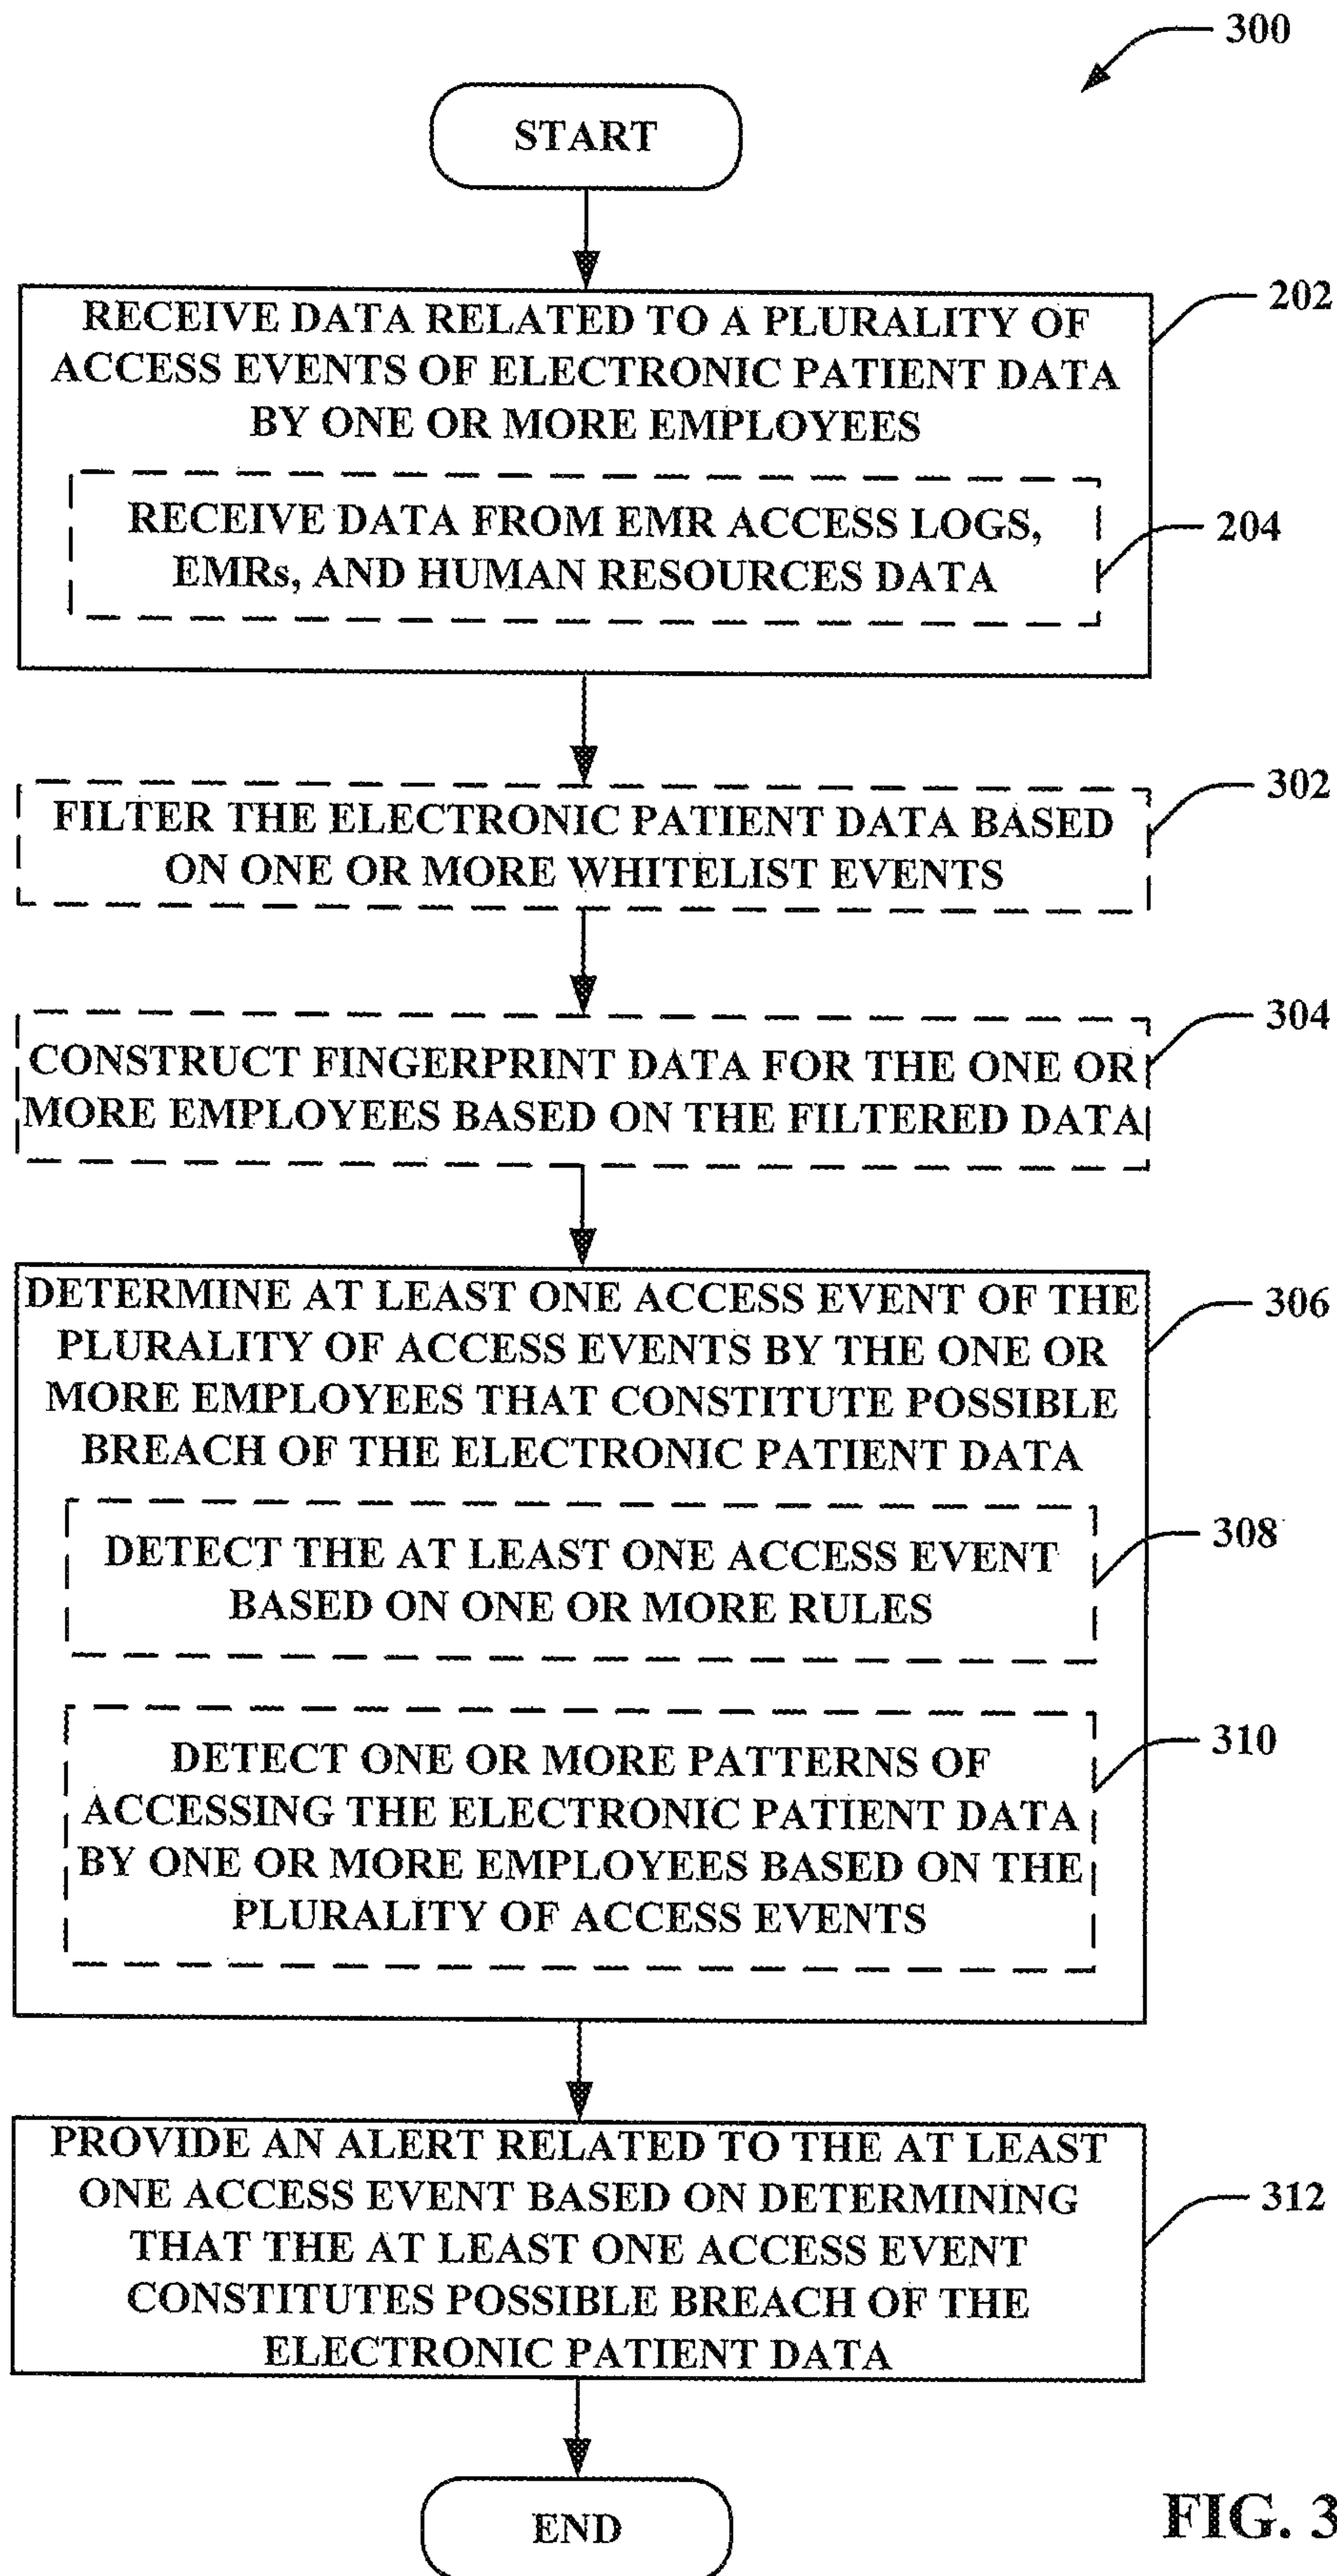 300
START
202
RECEIVE DATA RELATED TO A PLURALITY OF
ACCESS EVENTS OF ELECTRONIC PATIENT DATA
BY ONE OR MORE EMPLOYEES
RECEIVE DATA FROM EMR ACCESS LOGS,
EMRs, AND HUMAN RESOURCES DATA
204
302
FILTER THE ELECTRONIC PATIENT DATA BASED
ON ONE OR MORE WHITELIST EVENTS
304
CONSTRUCT FINGERPRINT DATA FOR THE ONE OR
MORE EMPLOYEES BASED ON THE FILTERED DATA
DETERMINE AT LEAST ONE ACCESS EVENT OF THE
306
PLURALITY OF ACCESS EVENTS BY THE ONE OR
MORE EMPLOYEES THAT CONSTITUTE POSSIBLE
BREACH OF THE ELECTRONIC PATIENT DATA
308
DETECT THE AT LEAST ONE ACCESS EVENT
BASED ON ONE OR MORE RULES
310
DETECT ONE OR MORE PATTERNS OF
ACCESSING THE ELECTRONIC PATIENT DATA
BY ONE OR MORE EMPLOYEES BASED ON THE
PLURALITY OF ACCESS EVENTS
PROVIDE AN ALERT RELATED TO THE AT LEAST
ONE ACCESS EVENT BASED ON DETERMINING
312
THAT THE AT LEAST ONE ACCESS EVENT
CONSTITUTES POSSIBLE BREACH OF THE
ELECTRONIC PATIENT DATA
END
FIG. 3